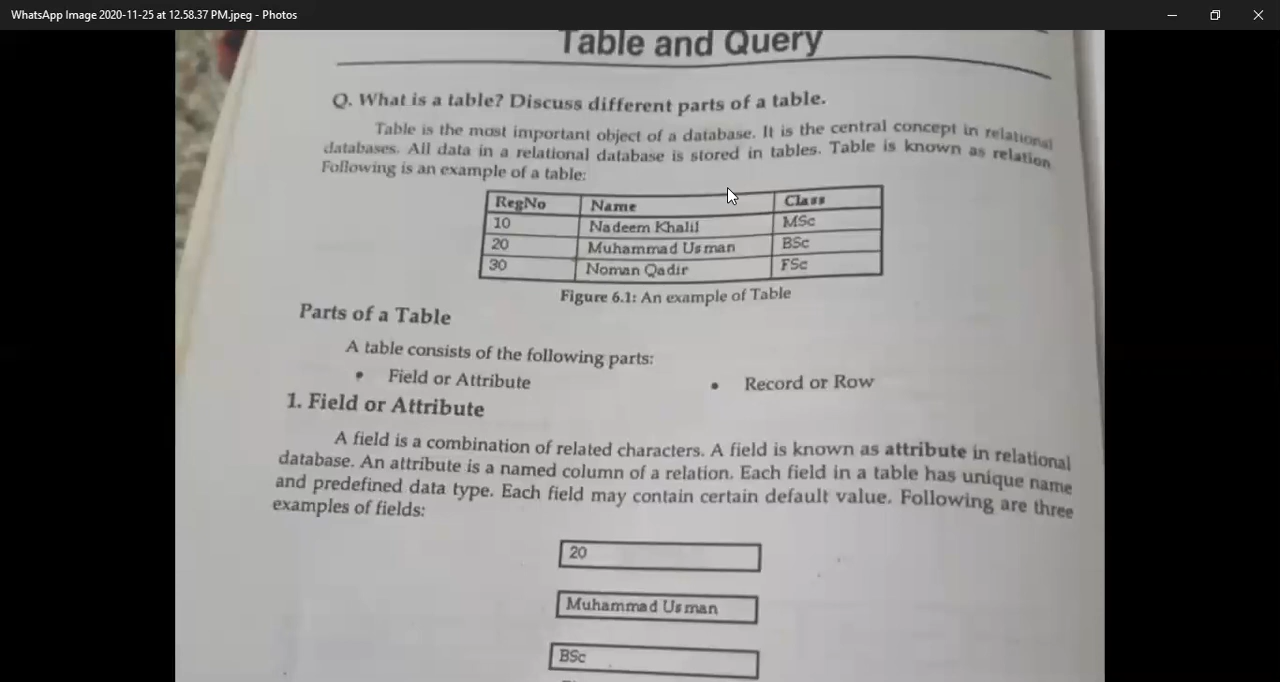 WhatsApp Image 2020-11-25 at 12.58.37 PM.jpeg - Photos
Table and Query
Q. What is a table? Discuss different parts of a table.
Table is the most important object of a database. It is the central concept in relational
databases. All data in a relational database is stored in tables. Table is known as relation.
Following is an example of a table:
RegNo Name Class
10 Nadeem Khalil MSc
20 Muhammad Usman BSc
30 Noman Qadir FSc
Figure 6.1: An example of Table
Parts of a Table
A table consists of the following parts:
• Field or Attribute • Record or Row
1. Field or Attribute
A field is a combination of related characters. A field is known as attribute in relational
database. An attribute is a named column of a relation. Each field in a table has unique name
and predefined data type. Each field may contain certain default value. Following are three
examples of fields:
20
Muhammad Usman
BSc